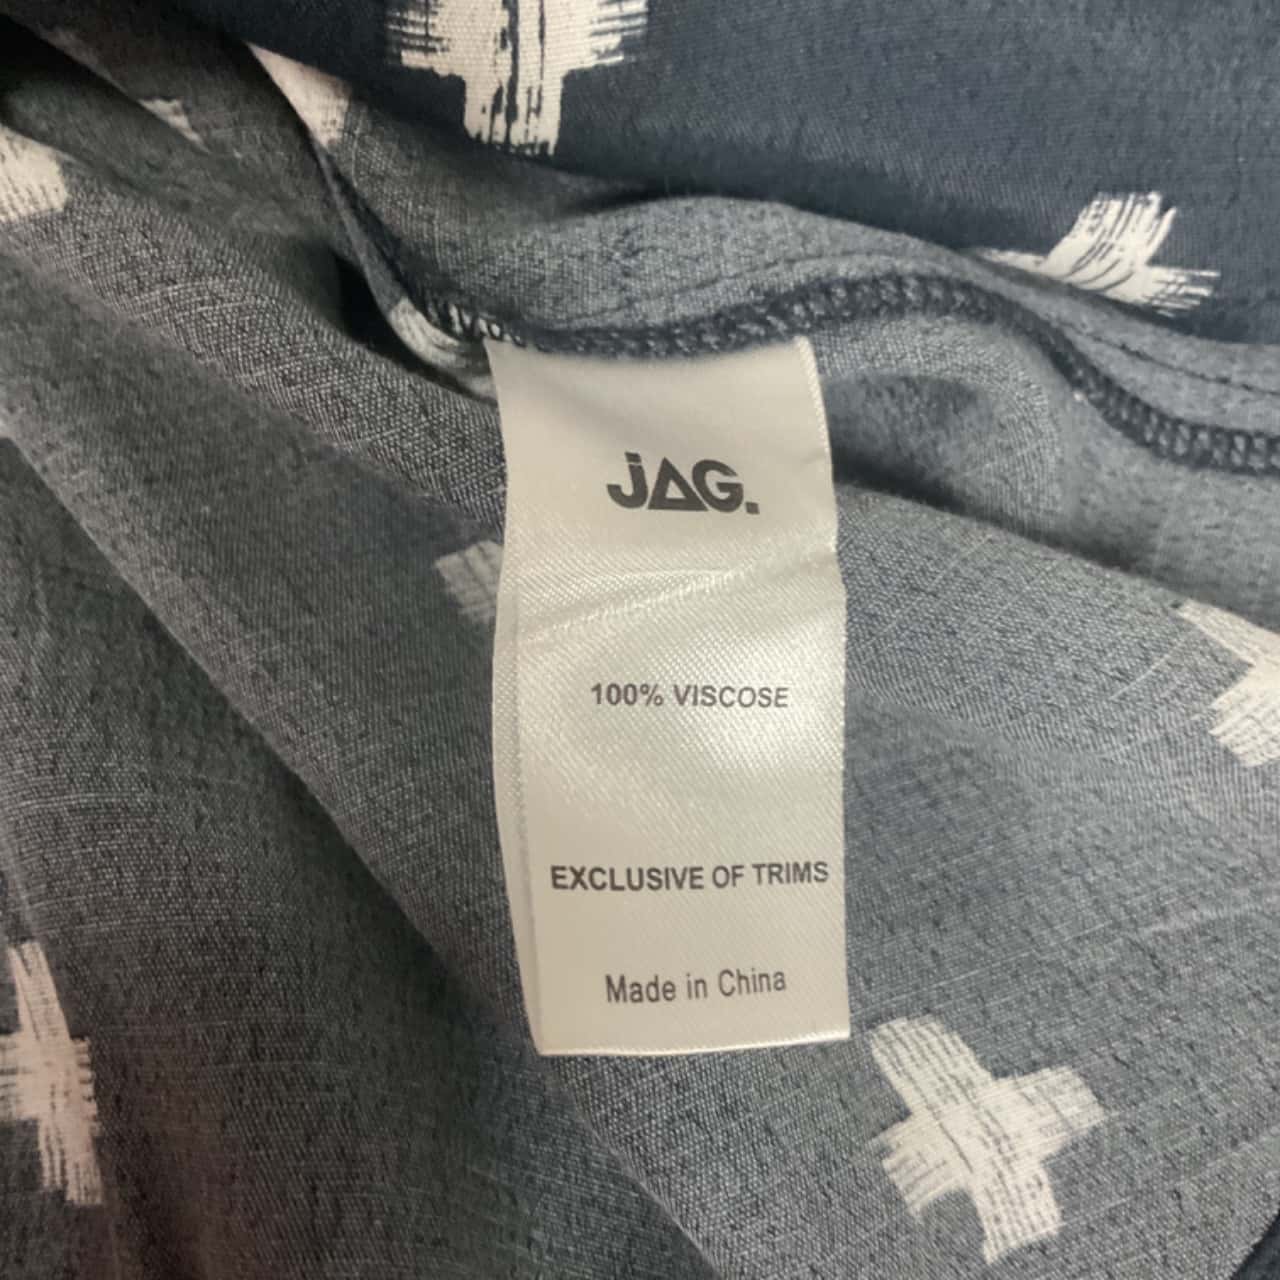 jAG.
100% VISCOSE
EXCLUSIVE OF TRIMS
Made in China